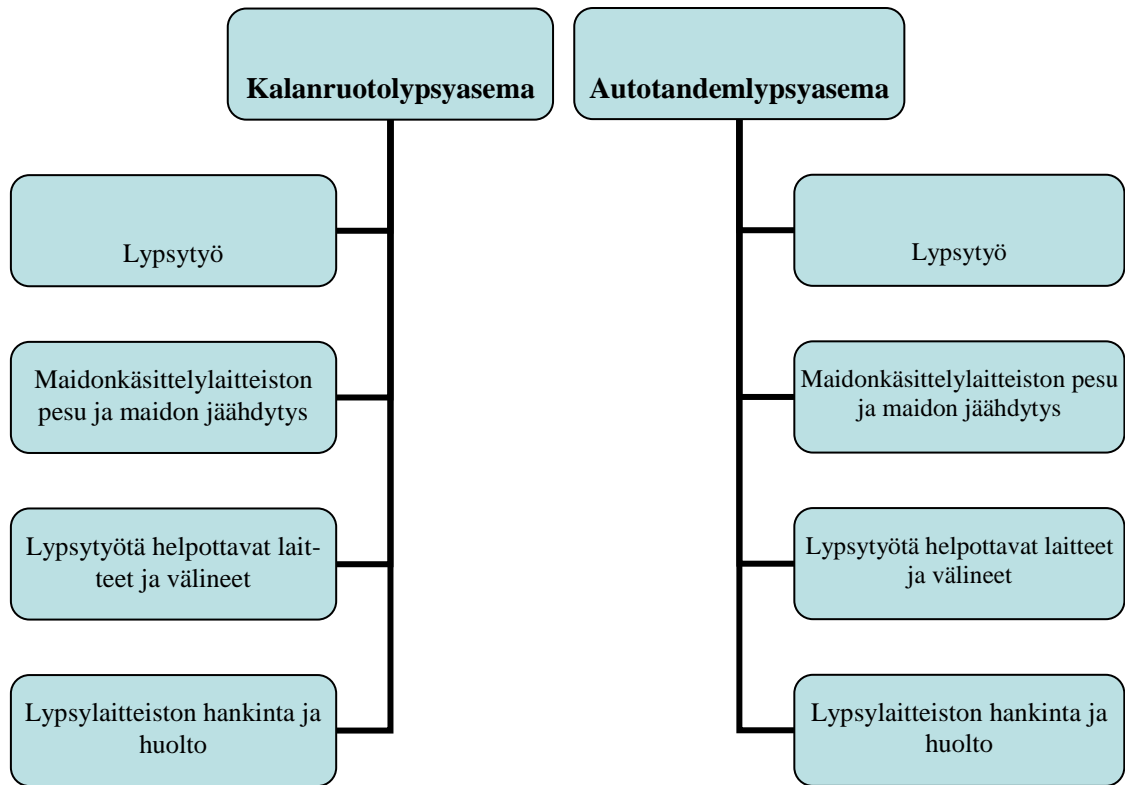 Kalanruotolypsyasema
Autotandemlypsyasema
Lypsytyö
Maidonkäsittelylaitteiston
pesu ja maidon jäähdytys
Lypsytyötä helpottavat lait-
teet ja välineet
Lypsylaitteiston hankinta ja
huolto
Lypsytyö
Maidonkäsittelylaitteiston pesu
ja maidon jäähdytys
Lypsytyötä helpottavat laitteet
ja välineet
Lypsylaitteiston hankinta ja
huolto